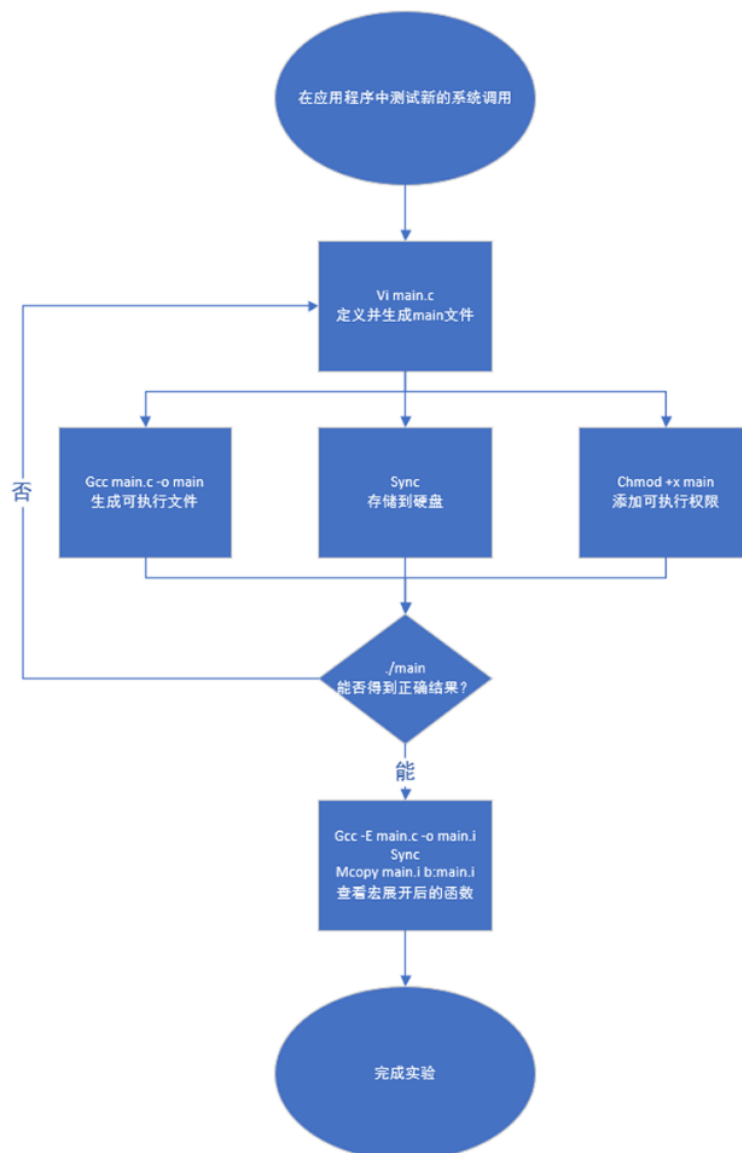 在应用程序中测试新的系统调用
Vi main.c
定义并生成main文件
Gcc main.c -o main
生成可执行文件
Sync
存储到硬盘
Chmod +x main
添加可执行权限
否
./main
能否得到正确结果？
能
Gcc -E main.c -o main.i
Sync
Mcopy main.i b:main.i
查看宏展开后的函数
完成实验